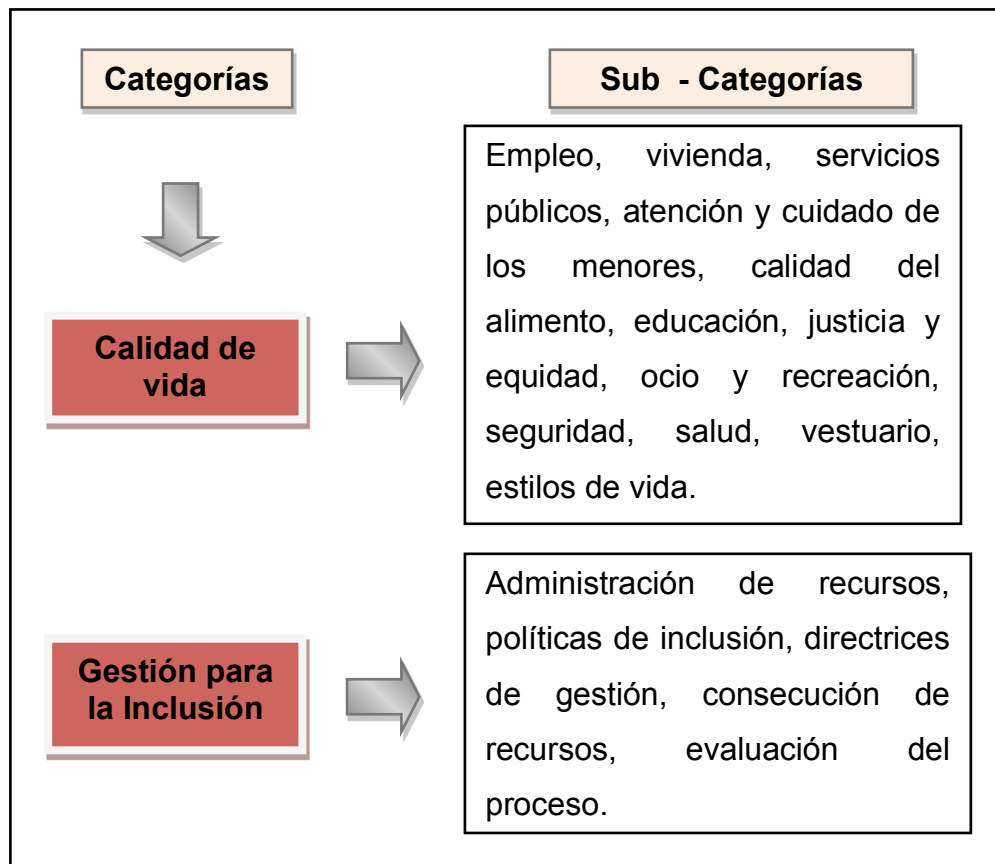 Categorías
Sub - Categorías
Calidad de
vida
Empleo, vivienda, servicios
públicos, atención y cuidado de
los menores, calidad del
alimento, educación, justicia y
equidad, ocio y recreación,
seguridad, salud, vestuario,
estilos de vida.
Gestión para
la Inclusión
Administración de recursos,
políticas de inclusión, directrices
de gestión, consecución de
recursos, evaluación del
proceso.